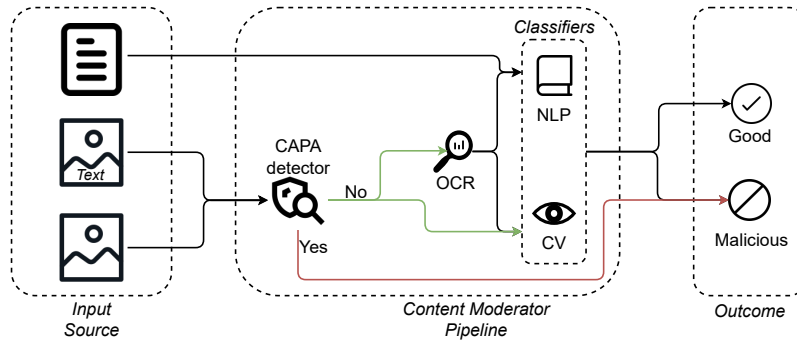 Classifiers
NLP
Text
CAPA
detector
No
OCR
Good
Yes
CV
Malicious
Input
Source
Content Moderator
Pipeline
Outcome